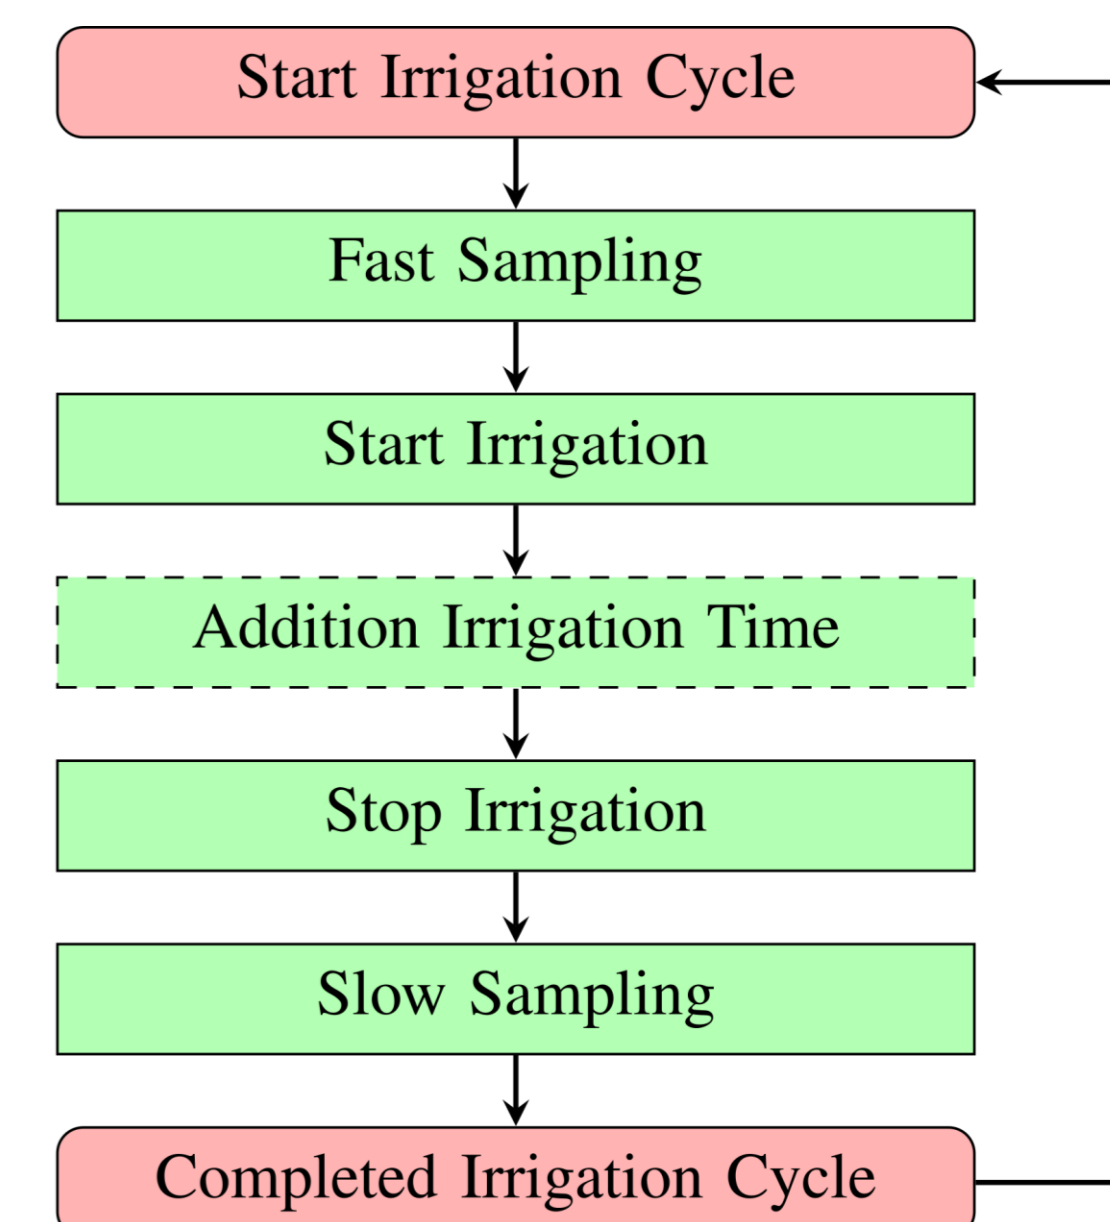 Start Irrigation Cycle
Fast Sampling
Start Irrigation
Addition Irrigation Time
Stop Irrigation
Slow Sampling
Completed Irrigation Cycle